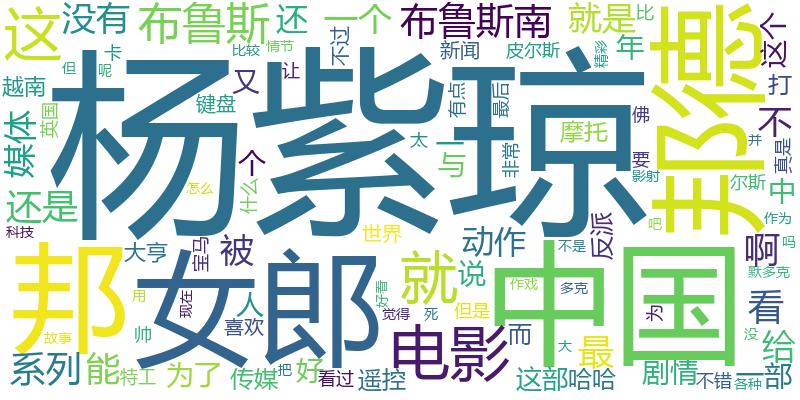 这
没有
布鲁斯
还
一个
布鲁斯南
就是
邦德
这个
比
卡
比较
情节
不过
新闻
皮尔斯
年
精彩
但
呢
让
越南
英国
键盘
又
杨紫琼
有点
最后
佛
打
不
真是
媒体
个
太
一
与
非常
摩托
要
并
影射
尔斯
中
还是
怎么
什么
吧
作为
吗
科技
大亨
宝马
被
世界
动作
反派
啊
邦
女郎
就
说
中国
不是
默多克
用
现在
人
好看
但是
作戏
多克
为
看
故事
帅
喜欢
觉得
死
电影
而
大
最
没
给
系列
能
特工
为了
传媒
把
好
看过
遥控
这部
哈哈
剧情
不错
各种
一部